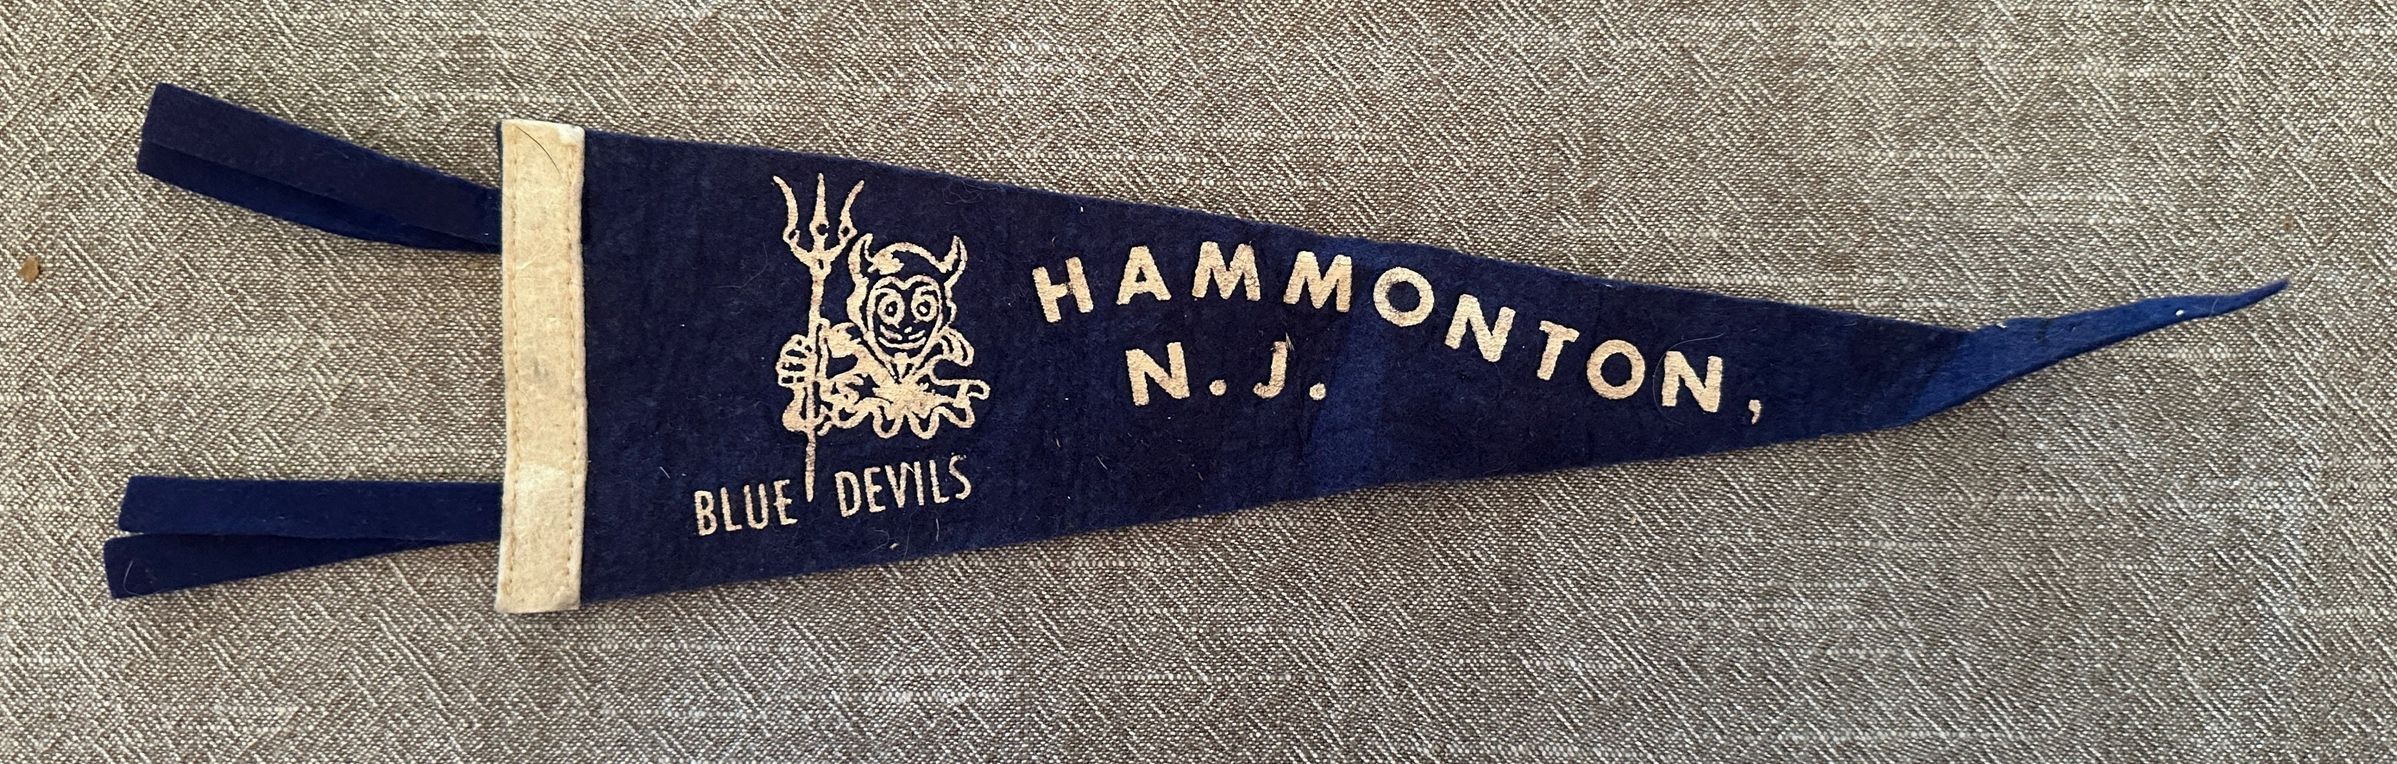 HAMMONTON,
N.J.
BLUE DEVILS